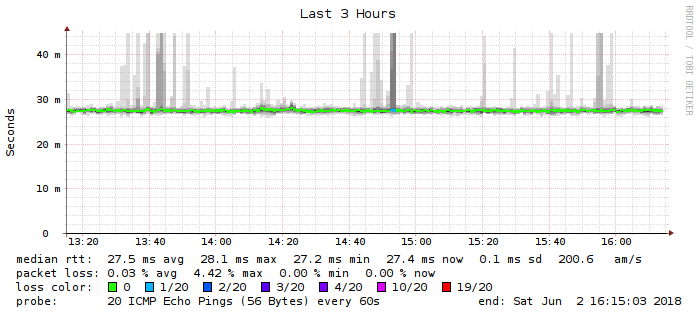 Last 3 Hours
RRDTOOL / TOBI OETIKER
Seconds
40 m
30 m
20 m
10 m
0
13:20 13:40 14:00 14:20 14:40 15:00 15:20 15:40 16:00
median rtt: 27.5 ms avg 28.1 ms max 27.2 ms min 27.4 ms now 0.1 ms sd 200.6 am/s
packet loss: 0.03 % avg 4.42 % max 0.00 % min 0.00 % now
loss color: 0 1/20 2/20 3/20 4/20 10/20 19/20
probe: 20 ICMP Echo Pings (56 Bytes) every 60s end: Sat Jun 2 16:15:03 2018